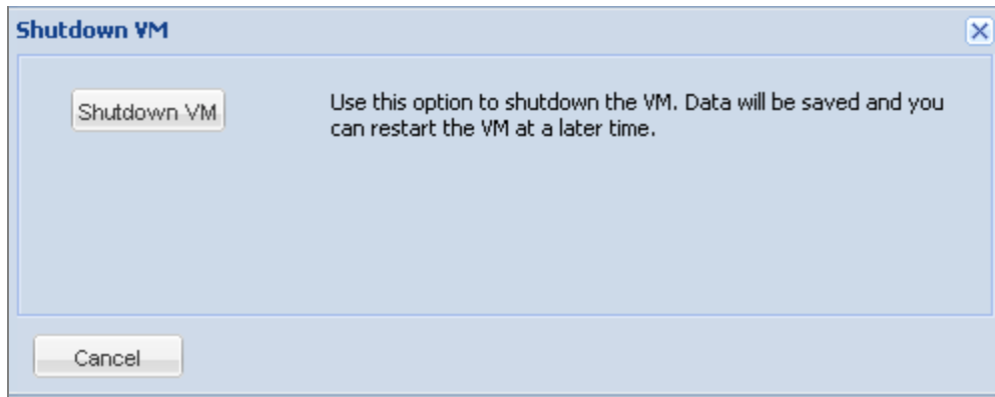 Shutdown VM
Shutdown VM
Use this option to shutdown the VM. Data will be saved and you
can restart the VM at a later time.
Cancel